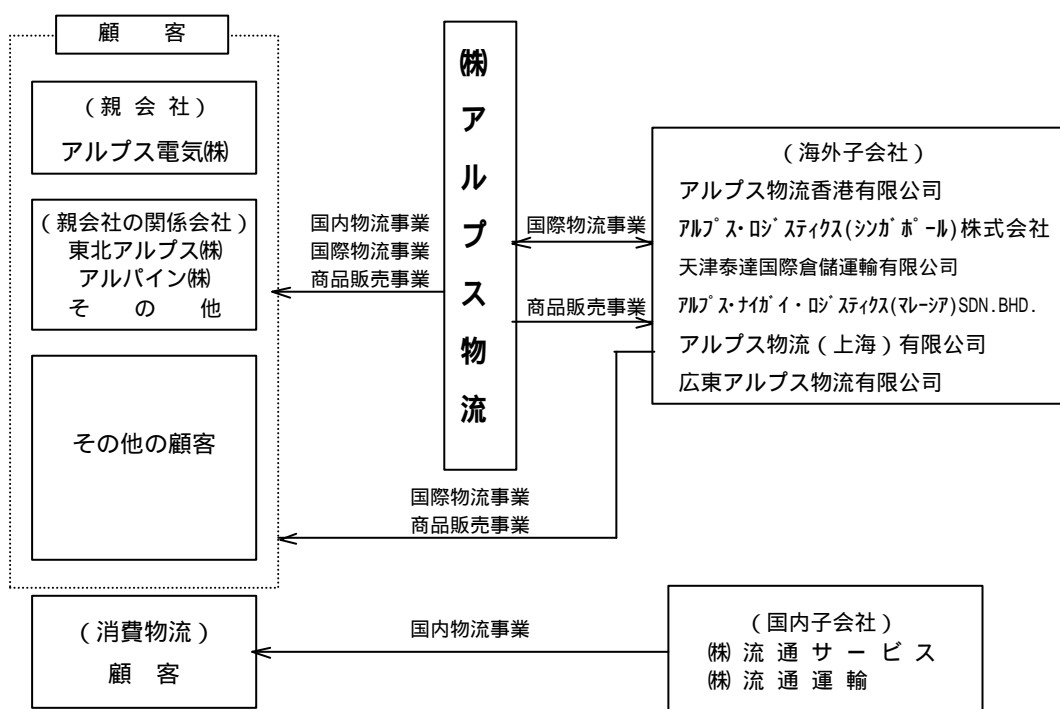 顧 客
（親 会 社）
アルプス電気㈱
（親会社の関係会社）
東北アルプス㈱
アルパイン㈱
そ の 他
その他の顧客
国内物流事業
国際物流事業
商品販売事業
㈱アルプス物流
国際物流事業
商品販売事業
（海外子会社）
アルプス物流香港有限公司
ｱﾙﾌﾟｽ・ﾛｼﾞｽティクス(ｼﾝｶﾞﾎﾟｰﾙ)株式会社
天津泰達国際倉儲運輸有限公司
ｱﾙﾌﾟｽ・ﾅｲｶﾞｲ・ﾛｼﾞｽティクス(ﾏﾚｰｼｱ)SDN.BHD.
アルプス物流（上海）有限公司
広東アルプス物流有限公司
国際物流事業
商品販売事業
（消費物流）
顧 客
国内物流事業
（国内子会社）
㈱ 流 通 サ ー ビ ス
㈱ 流 通 運 輸